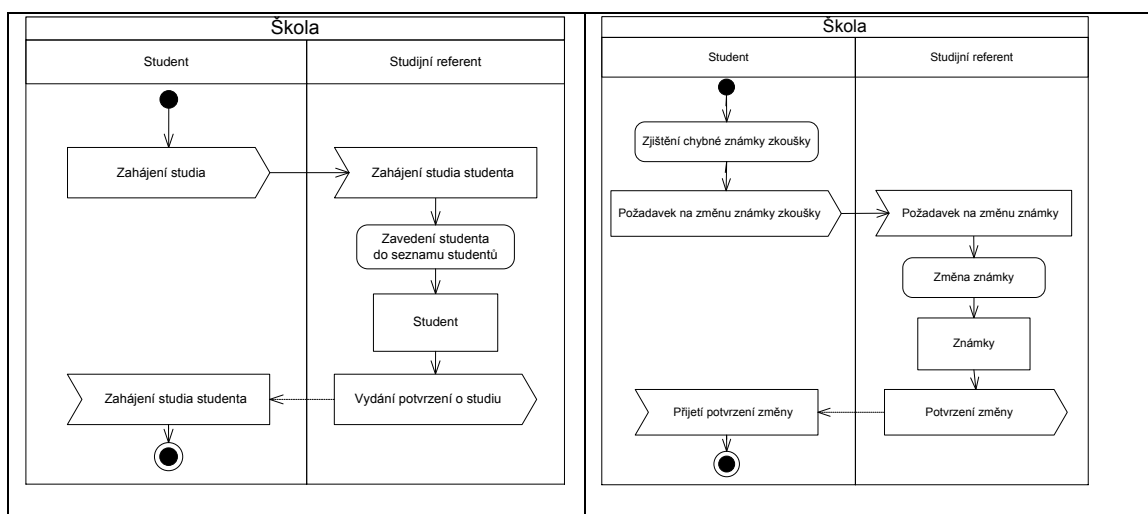 Škola
Student
Studijní referent
Zahájení studia
Zahájení studia studenta
Zavedení studenta
do seznamu studentů
Student
Zahájení studia studenta
Vydání potvrzení o studiu
Škola
Student
Studijní referent
Zjištění chybné známky zkoušky
Požadavek na změnu známky zkoušky
Požadavek na změnu známky
Změna známky
Známky
Přijetí potvrzení změny
Potvrzení změny